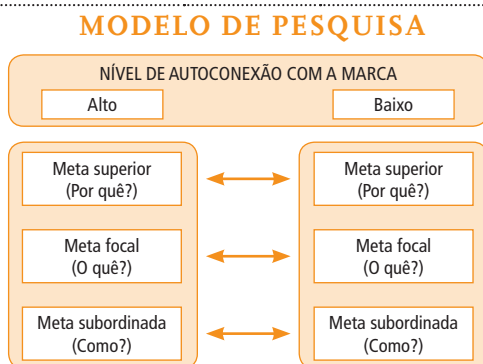 MODELO DE PESQUISA
NÍVEL DE AUTOCONEXÃO COM A MARCA
Alto
Baixo
Meta superior
(Por quê?)
Meta superior
(Por quê?)
Meta focal
(O quê?)
Meta focal
(O quê?)
Meta subordinada
(Como?)
Meta subordinada
(Como?)